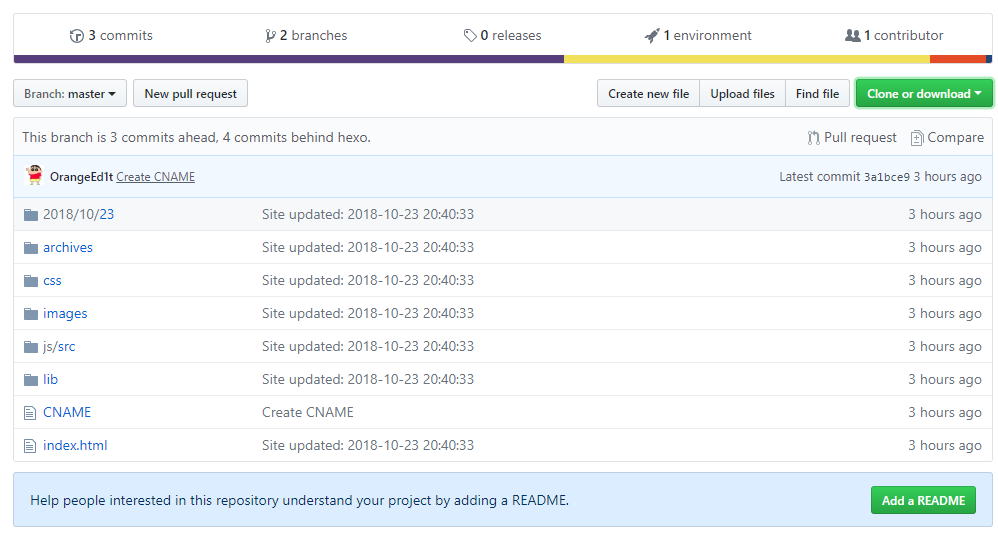 3 commits 2 branches 0 releases 1 environment 1 contributor
Branch: master New pull request Create new file Upload files Find file Clone or download
This branch is 3 commits ahead, 4 commits behind hexo. Pull request Compare
OrangeEd1t Create CNAME Latest commit 3a1bce9 3 hours ago
2018/10/23 Site updated: 2018-10-23 20:40:33 3 hours ago
archives Site updated: 2018-10-23 20:40:33 3 hours ago
css Site updated: 2018-10-23 20:40:33 3 hours ago
images Site updated: 2018-10-23 20:40:33 3 hours ago
js/src Site updated: 2018-10-23 20:40:33 3 hours ago
lib Site updated: 2018-10-23 20:40:33 3 hours ago
CNAME Create CNAME 3 hours ago
index.html Site updated: 2018-10-23 20:40:33 3 hours ago
Help people interested in this repository understand your project by adding a README. Add a README